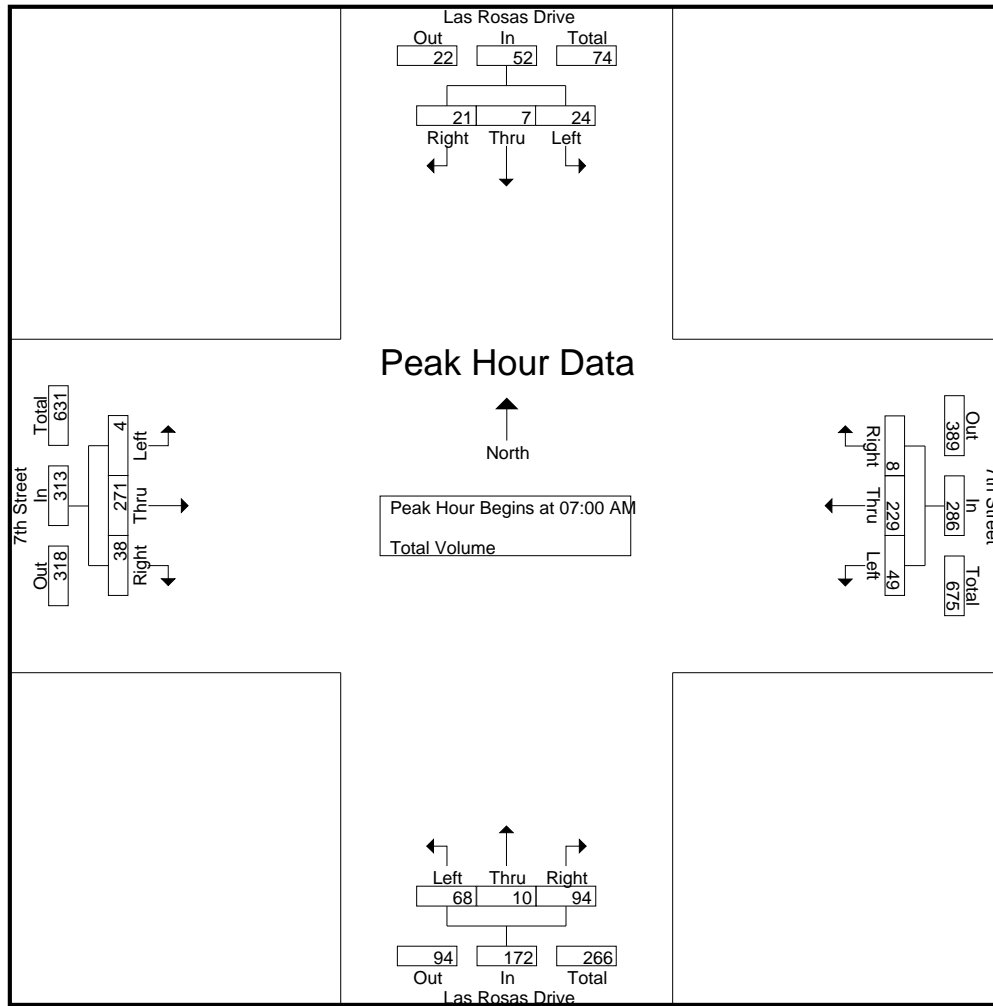 Las Rosas Drive
Out In Total
22 52 74
21 7 24
Right Thru Left
Peak Hour Data
North
Peak Hour Begins at 07:00 AM
Total Volume
7th Street
Out In Total
318 313 631
38 271 4
Right Thru Left
7th Street
Out In Total
389 286 675
8 229 49
Right Thru Left
Left Thru Right
68 10 94
94 172 266
Out In Total
Las Rosas Drive